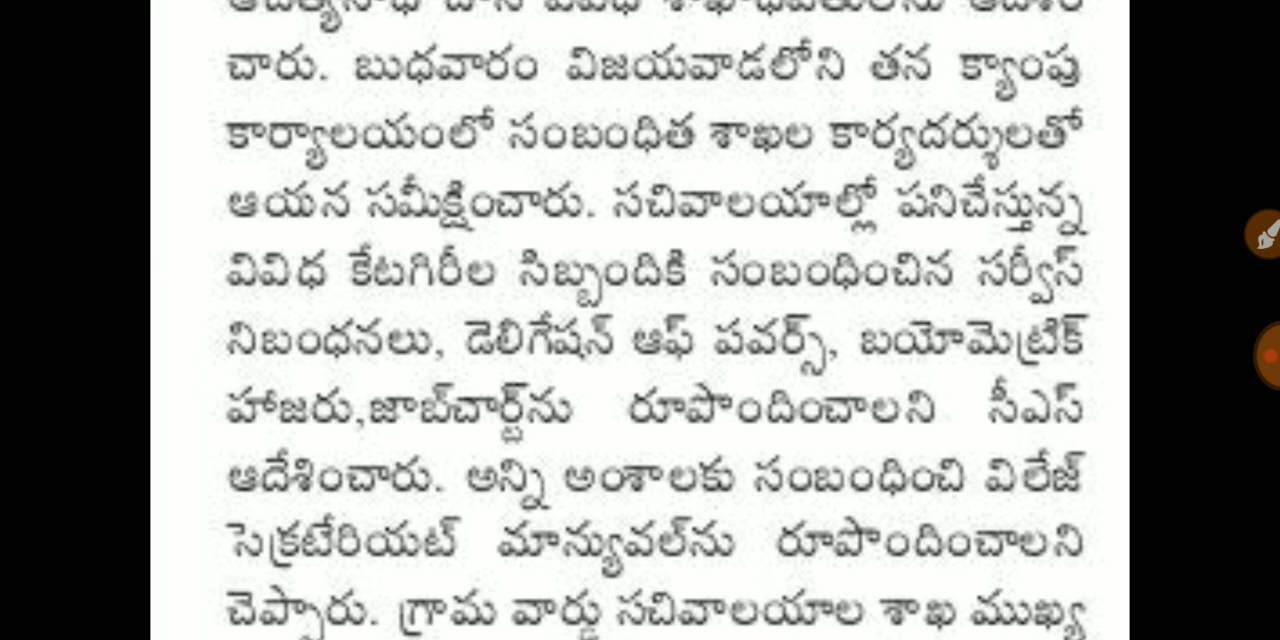 చారు. బుధవారం విజయవాడలోని తన క్యాంపు
కార్యాలయంలో సంబంధిత శాఖల కార్యదర్శులతో
ఆయన సమీక్షించారు. సచివాలయాల్లో పనిచేస్తున్న
వివిధ కేటగిరీల సిబ్బందికి సంబంధించిన సర్వీస్
నిబంధనలు, డెలిగేషన్ ఆఫ్ పవర్స్, బయోమెట్రిక్
హాజరు,జాబ్‌చార్ట్‌ను రూపొందించాలని సీఎస్
ఆదేశించారు. అన్ని అంశాలకు సంబంధించి విలేజ్
సెక్రటేరియట్ మాన్యువల్‌ను రూపొందించాలని
చెప్పారు. గ్రామ వార్డు సచివాలయాల శాఖ ముఖ్య